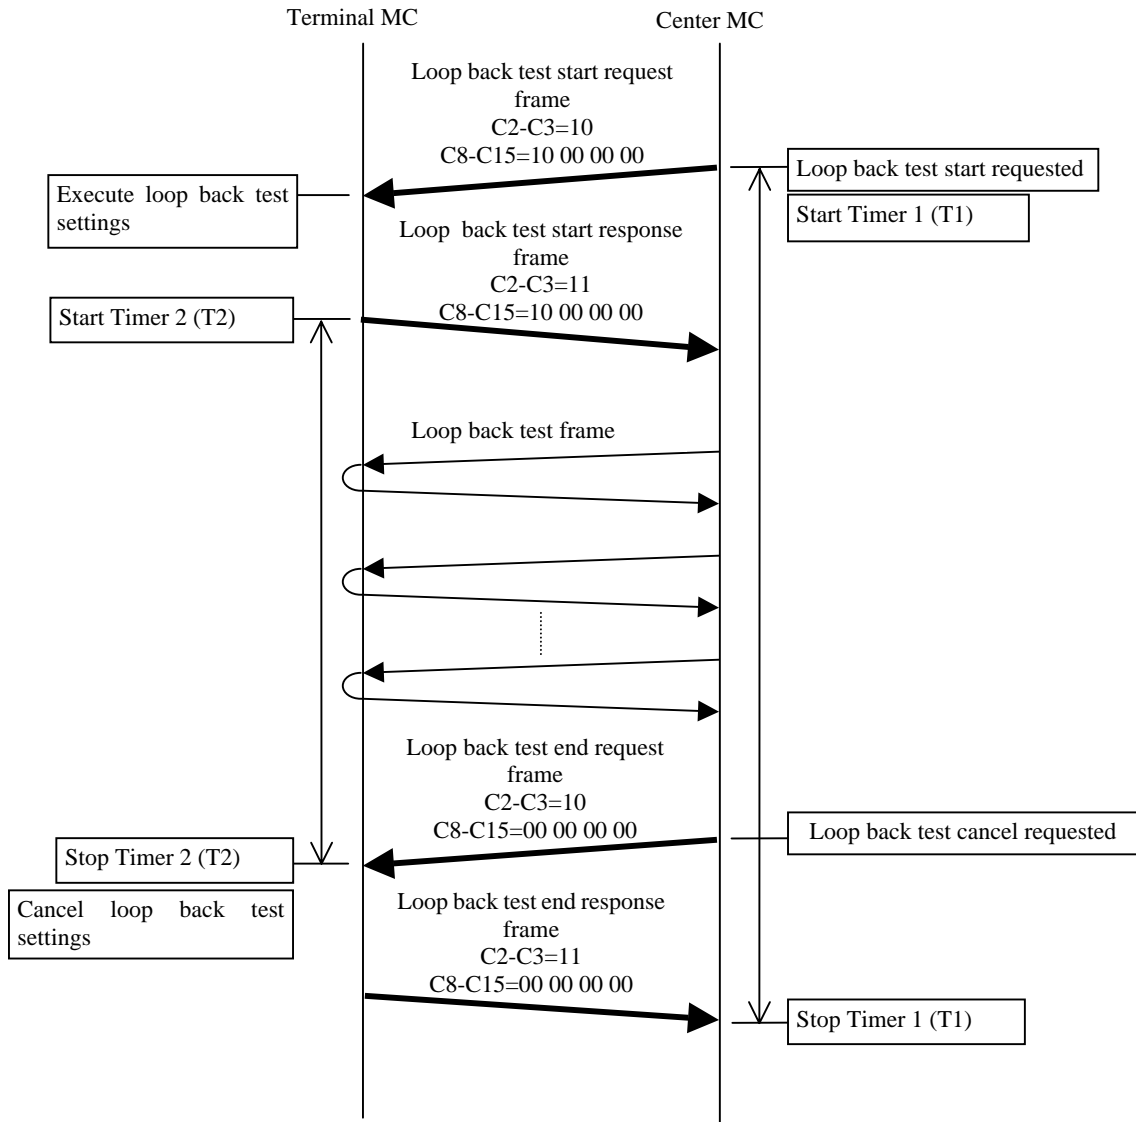 Terminal MC
Center MC
Loop back test start request
frame
C2-C3=10
C8-C15=10 00 00 00
Loop back test start requested
Start Timer 1 (T1)
Execute loop back test
settings
Loop back test start response
frame
C2-C3=11
C8-C15=10 00 00 00
Start Timer 2 (T2)
Loop back test frame
Loop back test end request
frame
C2-C3=10
C8-C15=00 00 00 00
Loop back test cancel requested
Stop Timer 2 (T2)
Cancel loop back test
settings
Loop back test end response
frame
C2-C3=11
C8-C15=00 00 00 00
Stop Timer 1 (T1)